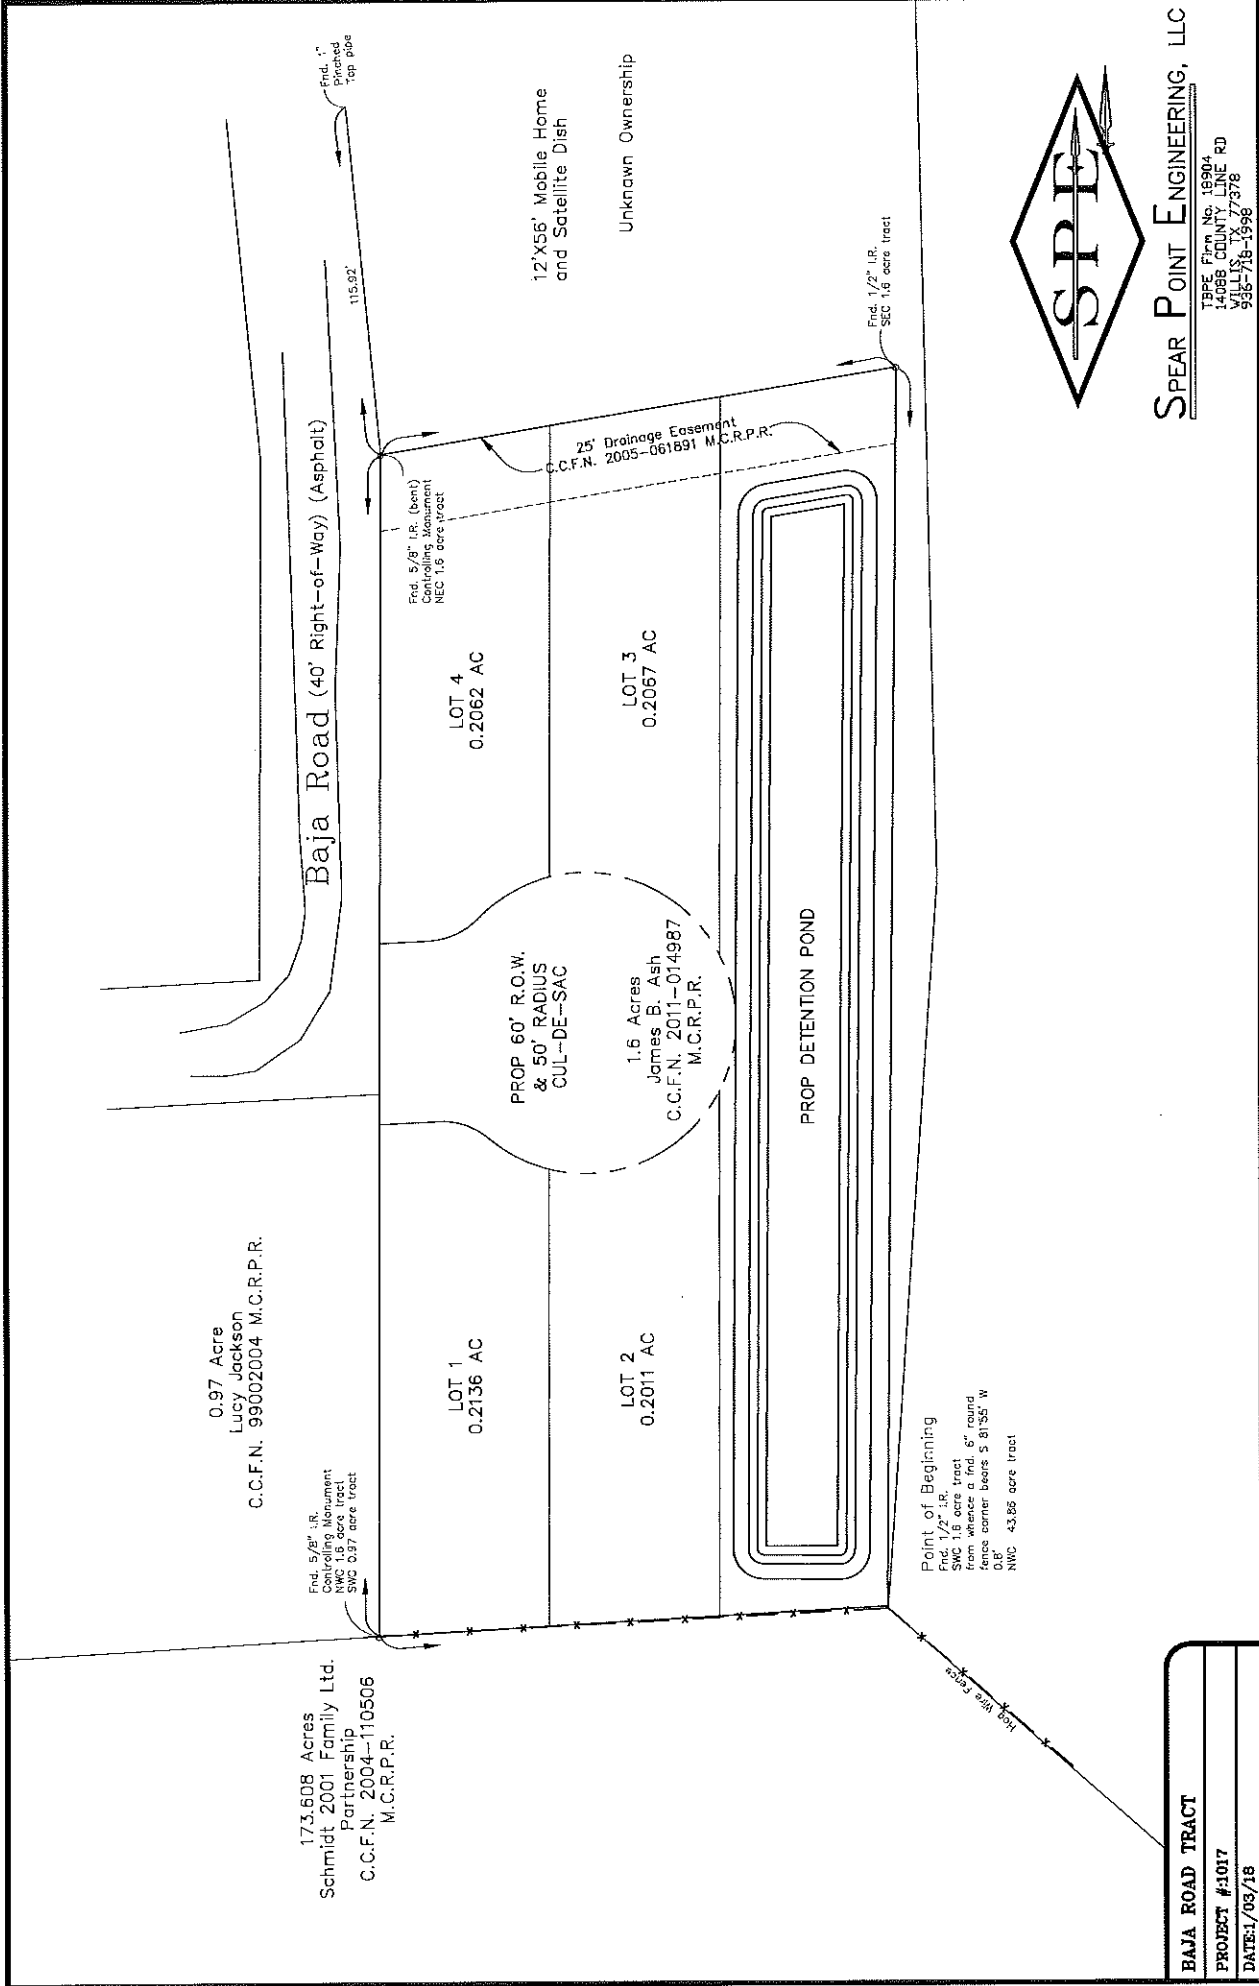 173.608 Acres
Schmidt 2001 Family Ltd.
Partnership
C.C.F.N. 2004-110506
M.C.R.P.R.
0.97 Acre
Lucy Jackson
C.C.F.N. 99002004 M.C.R.P.R.
Fnd. 5/8" I.R.
Controlling Monument
NWC 1.6 acre tract
SWC 0.97 acre tract
Baja Road (40' Right-of-Way) (Asphalt)
115.92'
Fnd. 1"
Pinched
Top pipe
Fnd. 5/8" I.R. (bent)
Controlling Monument
NEC 1.6 acre tract
12'X56' Mobile Home
and Satellite Dish
Unknown Ownership
LOT 1
0.2136 AC
LOT 2
0.2011 AC
PROP 60' R.O.W.
& 50' RADIUS
CUL-DE-SAC
1.6 Acres
James B. Ash
C.C.F.N. 2011-014987
M.C.R.P.R.
LOT 4
0.2062 AC
LOT 3
0.2067 AC
25' Drainage Easement
C.C.F.N. 2005-061891 M.C.R.P.R.
PROP DETENTION POND
Fnd. 1/2" I.R.
SEC 1.6 acre tract
Point of Beginning
Fnd. 1/2" I.R.
SWC 1.6 acre tract
from whence a fnd. 6" round
fence corner bears S 81°55' W
0.8'
NWC 43.86 acre tract
Hog Wire Fence
BAJA ROAD TRACT
PROJECT #:1017
DATE:1/03/18
SPE
SPEAR POINT ENGINEERING, LLC
TBPE Firm No. 18904
14088 COUNTY LINE RD
WILLIS, TX 77378
936-718-1998